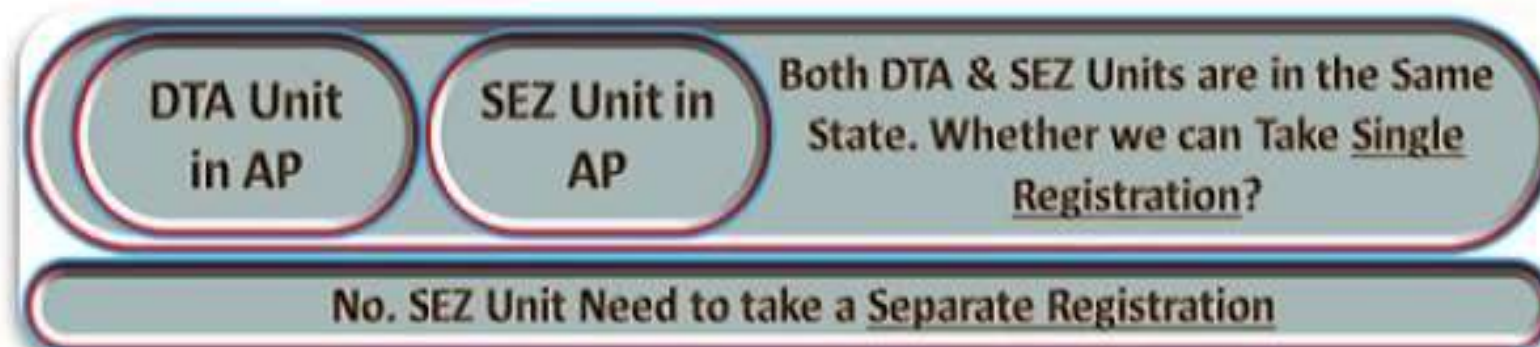 DTA Unit
in AP
SEZ Unit in
AP
Both DTA & SEZ Units are in the Same
State. Whether we can Take Single
Registration?
No. SEZ Unit Need to take a Separate Registration